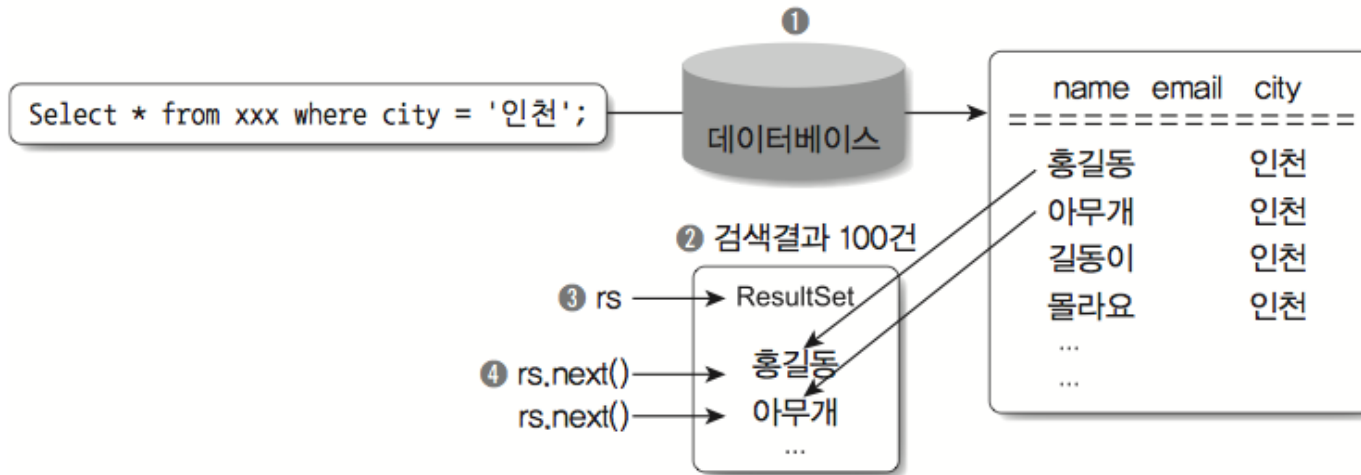 ❶
Select * from xxx where city = '인천';
데이터베이스
name email city
================
홍길동 인천
아무개 인천
길동이 인천
몰라요 인천
...
...
❷ 검색결과 100건
❸ rs
ResultSet
❹ rs.next()
홍길동
rs.next()
아무개
...